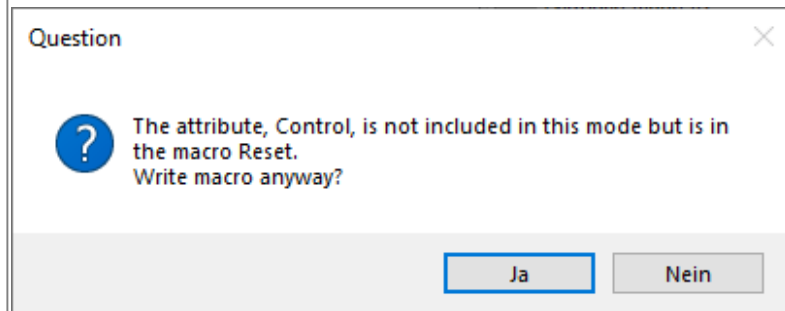 Question
The attribute, Control, is not included in this mode but is in
the macro Reset.
Write macro anyway?
Ja
Nein